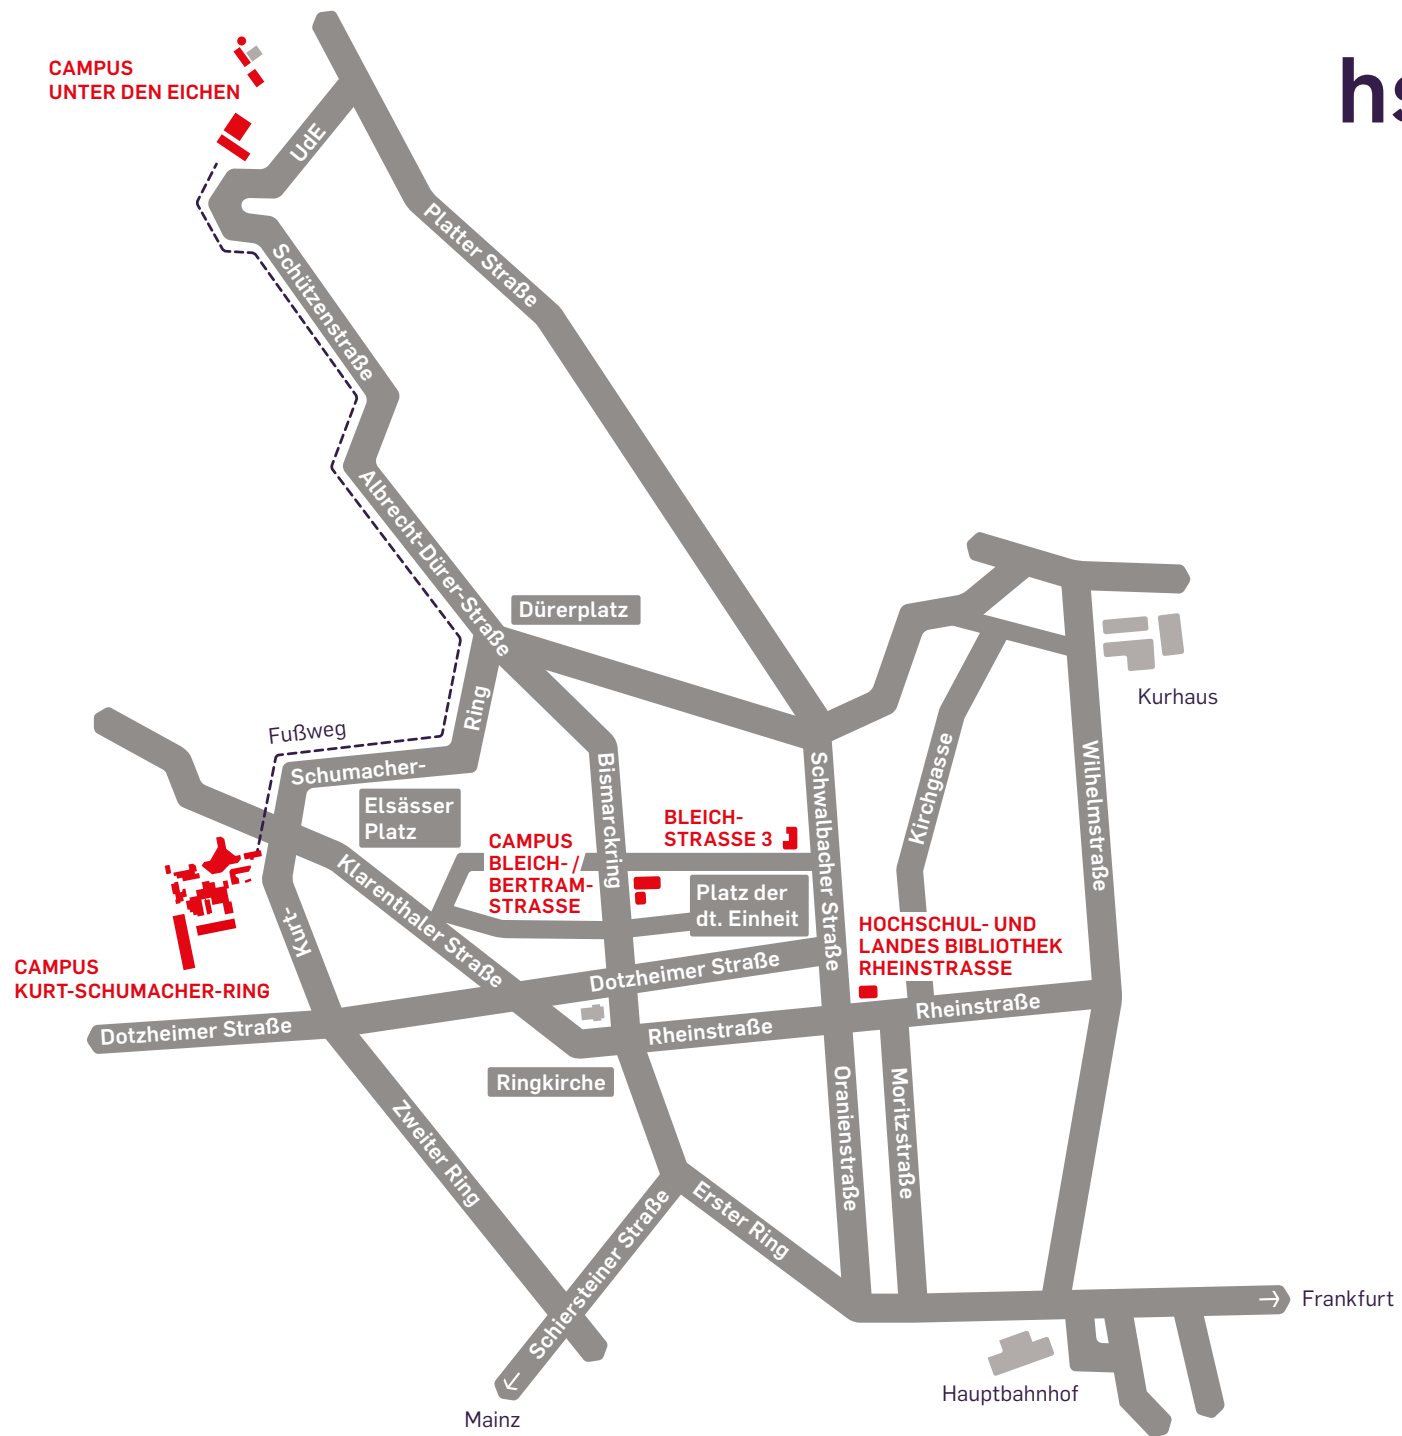 CAMPUS
UNTER DEN EICHEN
hs
UdE
Platter Straße
Schützenstraße
Albrecht-Dürer-Straße
Dürerplatz
Kurhaus
Ring
Fußweg
Schumacher-
Elsässer
Platz
Bismarckring
Schwalbacher Straße
Kirchgasse
Wilhelmstraße
BLEICH-
STRASSE 3
CAMPUS
BLEICH- /
BERTRAM-
STRASSE
Klarenthaler Straße
Platz der
dt. Einheit
Kurt-
HOCHSCHUL- UND
LANDES BIBLIOTHEK
RHEINSTRASSE
CAMPUS
KURT-SCHUMACHER-RING
Dotzheimer Straße
Dotzheimer Straße
Rheinstraße
Rheinstraße
Ringkirche
Oranienstraße
Moritzstraße
Zweiter Ring
Erster Ring
Schiersteiner Straße
→ Frankfurt
Hauptbahnhof
Mainz